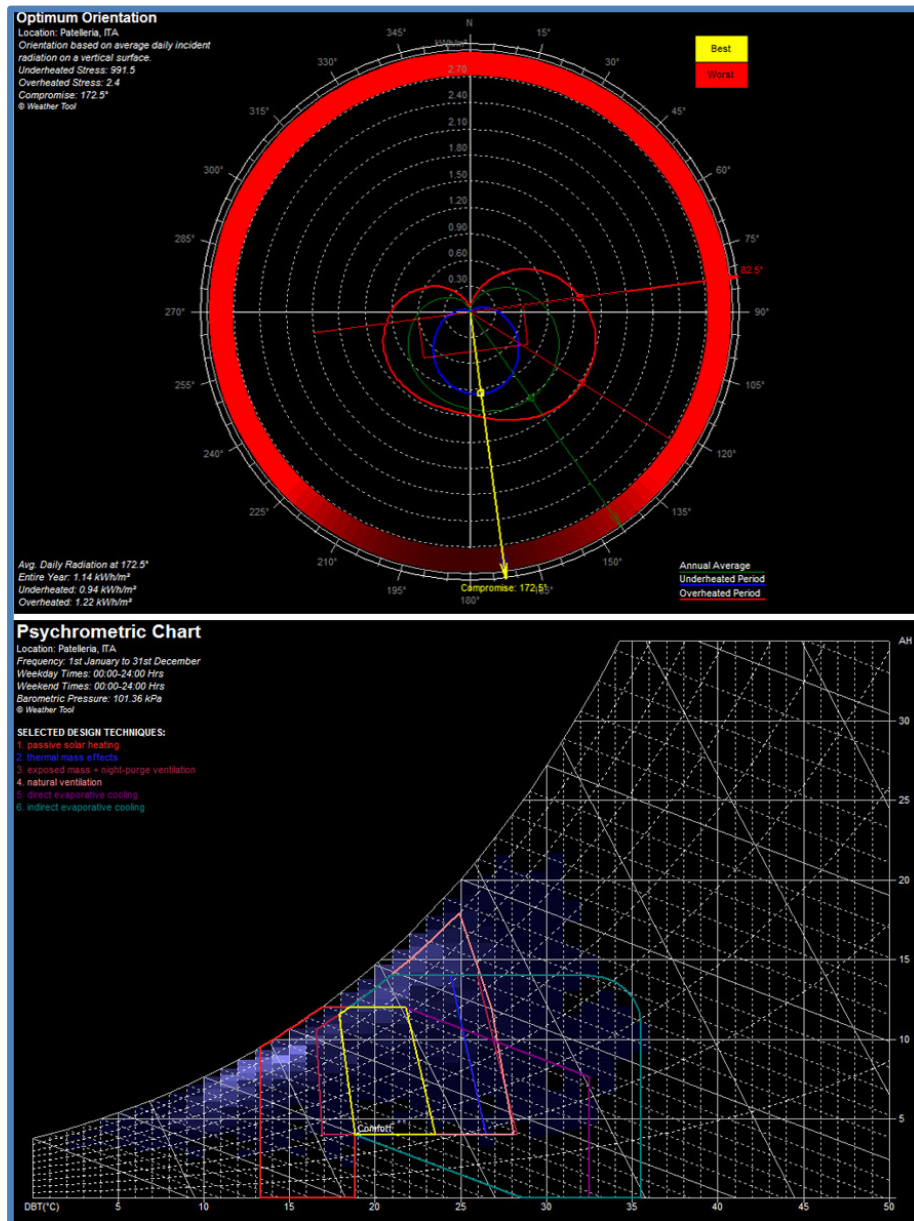 Optimum Orientation
Location: Patelleria, ITA
Orientation based on average daily incident
radiation on a vertical surface.
Underheated Stress: 991.5
Overheated Stress: 2.4
Compromise: 172.5°
© Weather Tool
N
15°
30°
45°
60°
75°
82.5°
90°
105°
120°
135°
150°
165°
180°
195°
210°
225°
240°
255°
270°
285°
300°
315°
330°
345°
kWh/m²
2.70
2.40
2.10
1.80
1.50
1.20
0.90
0.60
0.30
Best
Worst
Compromise: 172.5°
Avg. Daily Radiation at 172.5°
Entire Year: 1.14 kWh/m²
Underheated: 0.94 kWh/m²
Overheated: 1.22 kWh/m²
Annual Average
Underheated Period
Overheated Period
Psychrometric Chart
Location: Patelleria, ITA
Frequency: 1st January to 31st December
Weekday Times: 00:00-24:00 Hrs
Weekend Times: 00:00-24:00 Hrs
Barometric Pressure: 101.36 kPa
© Weather Tool
SELECTED DESIGN TECHNIQUES:
1. passive solar heating
2. thermal mass effects
3. exposed mass + night-purge ventilation
4. natural ventilation
5. direct evaporative cooling
6. indirect evaporative cooling
AH
30
20
15
10
5
Comfort
DBT(°C)
5
10
15
20
25
30
35
40
45
50